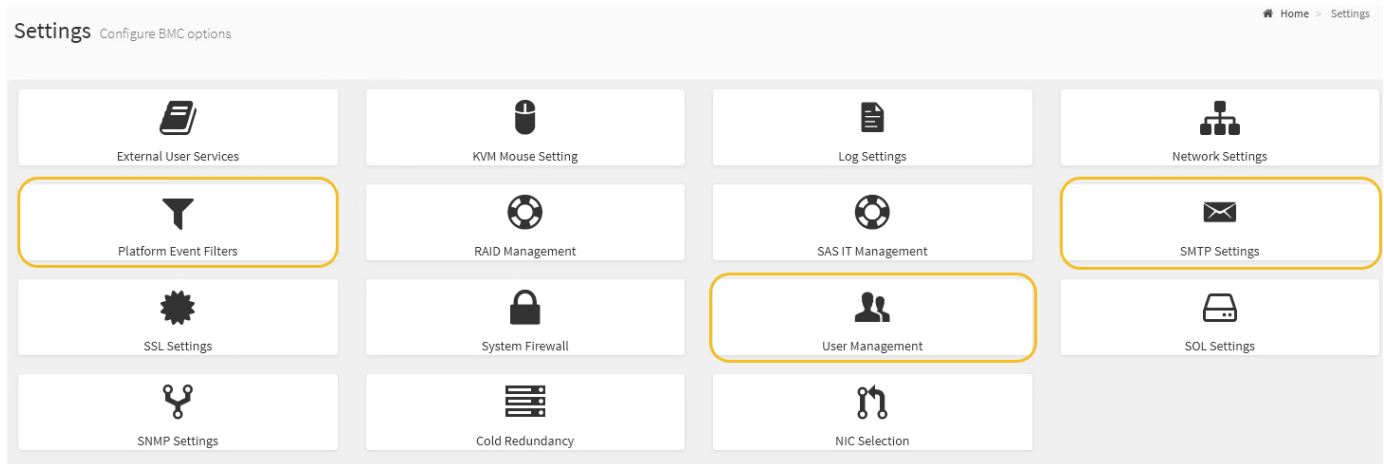 Settings Configure BMC options
Home > Settings
External User Services
KVM Mouse Setting
Log Settings
Network Settings
Platform Event Filters
RAID Management
SAS IT Management
SMTP Settings
SSL Settings
System Firewall
User Management
SOL Settings
SNMP Settings
Cold Redundancy
NIC Selection